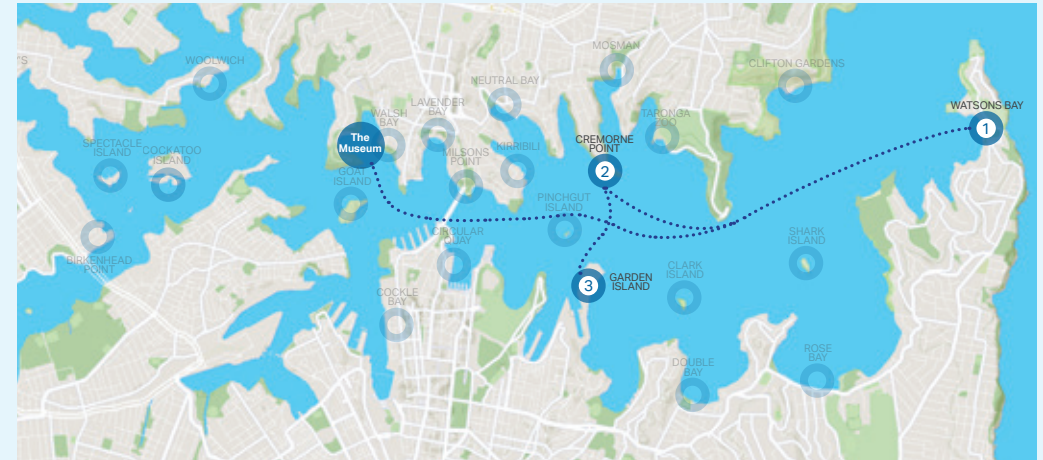 MOSMAN
'S
WOOLWICH
CLIFTON GARDENS
NEUTRAL BAY
LAVENDER
BAY
WATSONS BAY
1
WALSH
BAY
TARONGA
ZOO
The
Museum
CREMORNE
POINT
2
SPECTACLE
ISLAND
COCKATOO
ISLAND
MILSONS
POINT
KIRRIBILI
GOAT
ISLAND
PINCHGUT
ISLAND
CIRCULAR
QUAY
SHARK
ISLAND
BIRKENHEAD
POINT
CLARK
ISLAND
3
GARDEN
ISLAND
COCKLE
BAY
DOUBLE
BAY
ROSE
BAY